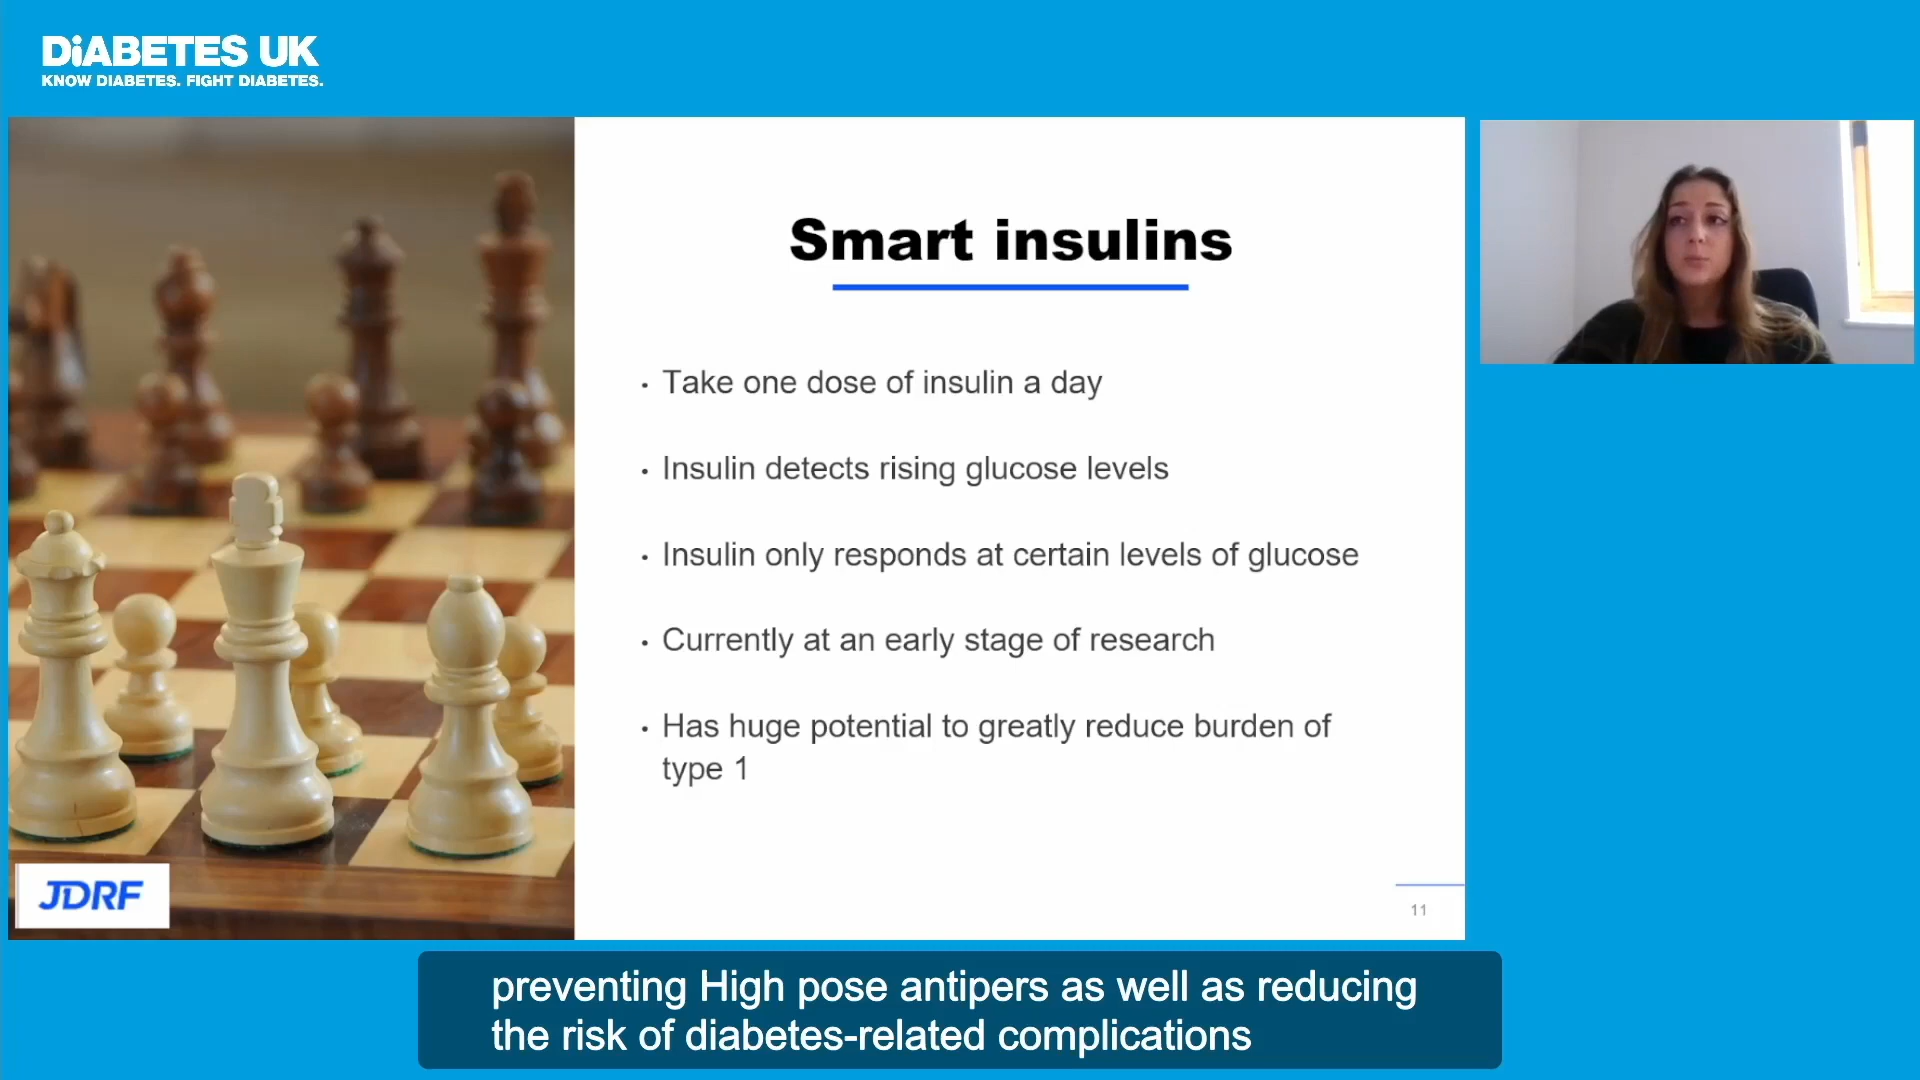 DiABETES UK
KNOW DIABETES. FIGHT DIABETES.
Smart insulins
• Take one dose of insulin a day
• Insulin detects rising glucose levels
• Insulin only responds at certain levels of glucose
• Currently at an early stage of research
• Has huge potential to greatly reduce burden of
type 1
JDRF
11
preventing High pose antipers as well as reducing
the risk of diabetes-related complications